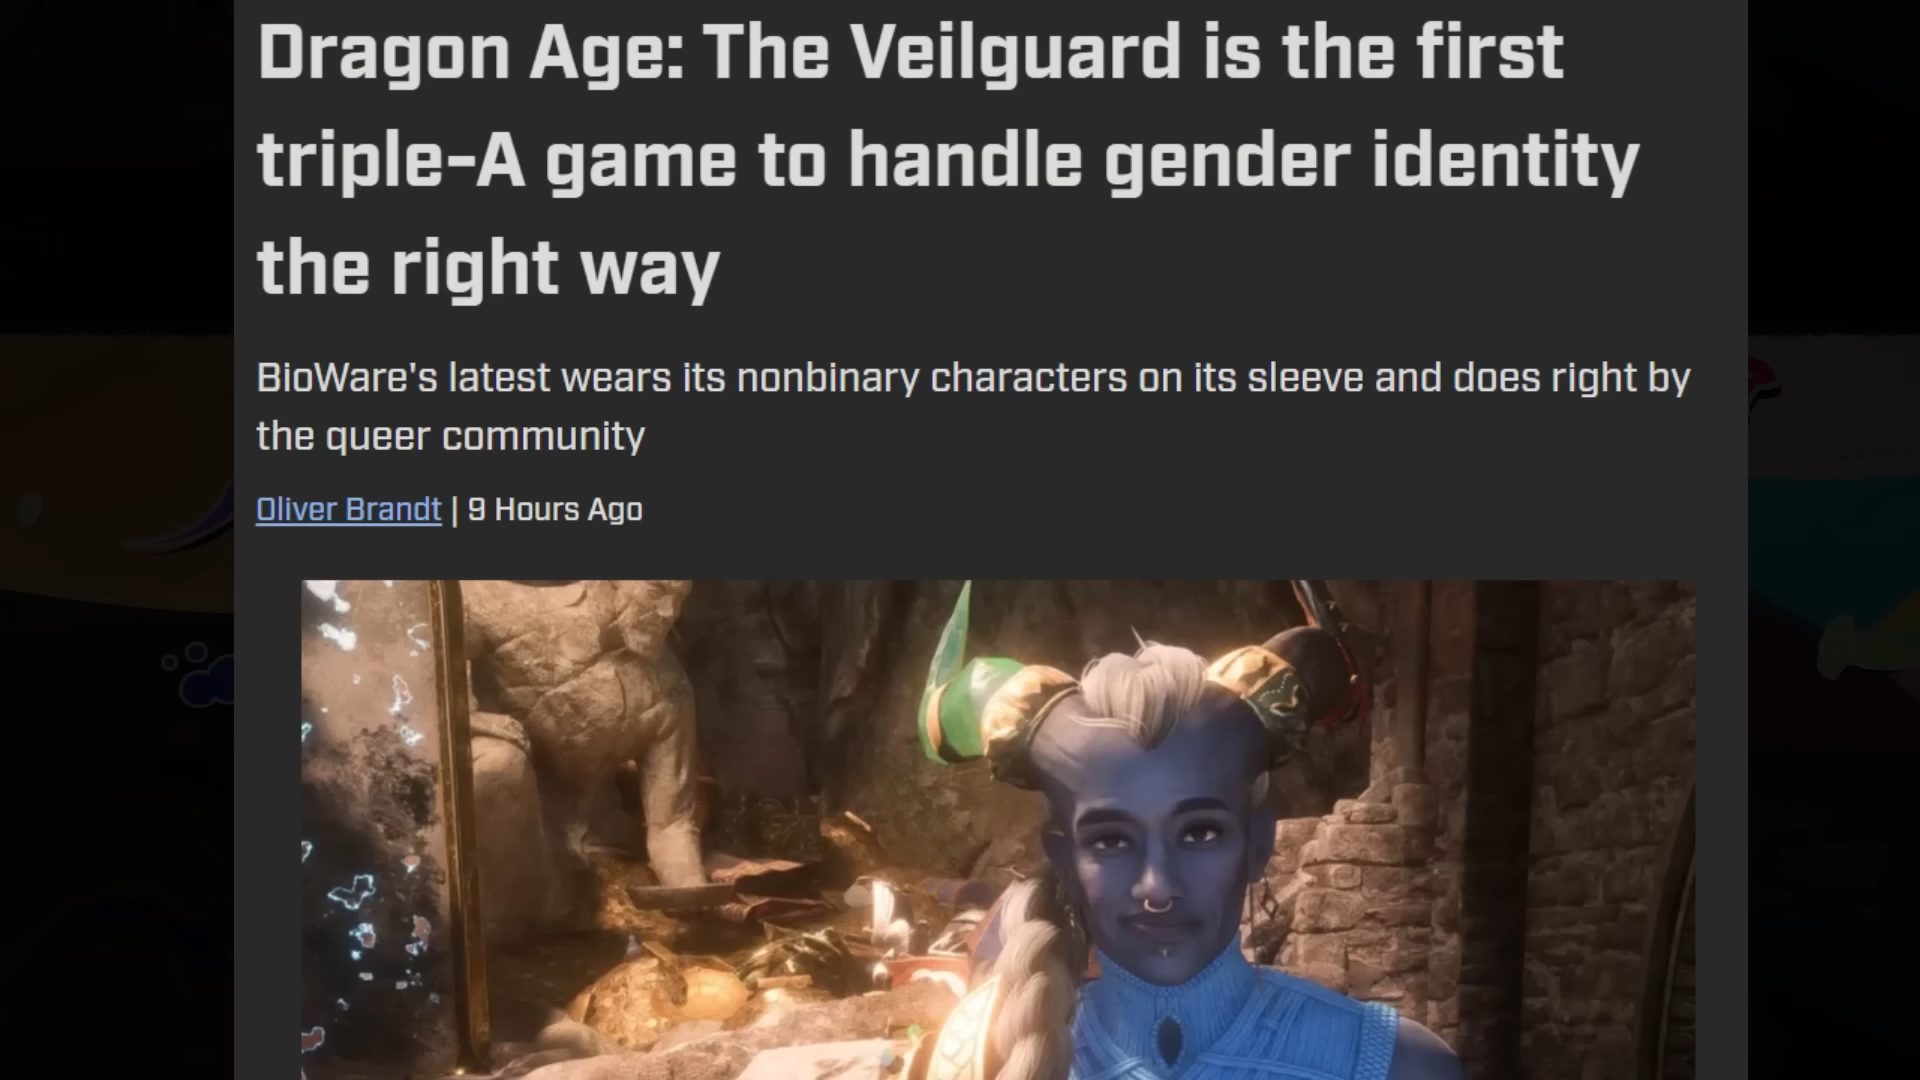 Dragon Age: The Veilguard is the first
triple-A game to handle gender identity
the right way
BioWare's latest wears its nonbinary characters on its sleeve and does right by
the queer community
Oliver Brandt | 9 Hours Ago